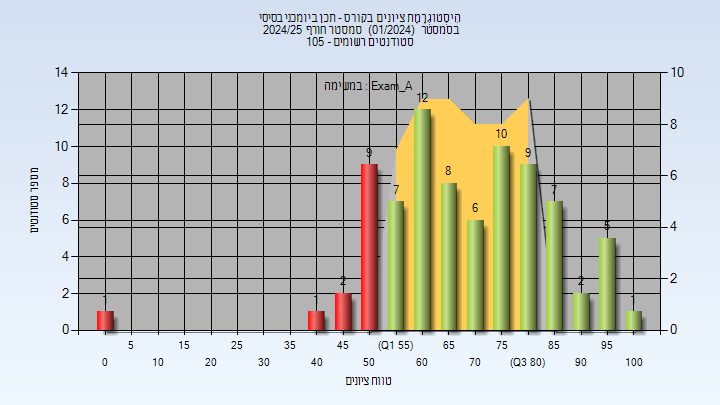 הִיסְטוֹגְרָמַת ציונים בקורס - תכן ביומכני בסיסי
בסמסטר (01/2024) סמסטר חורף 2024/25
סטודנטים רשומים - 105
במשימה : Exam_A
14 12 10 8 6 4 2 0
מספר סטודנטים
10 8 6 4 2 0
1 1 2 9 7 12 8 6 10 9 7 2 5 1
5 15 25 35 45 (Q1 55) 65 75 85 95
0 10 20 30 40 50 60 70 (Q3 80) 90 100
טווח ציונים